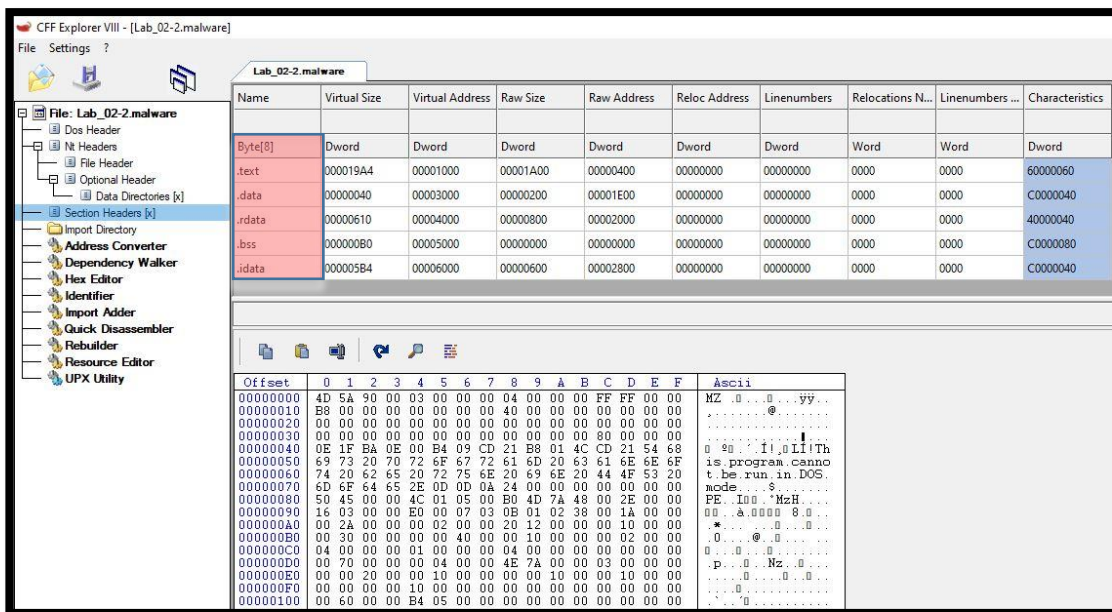 CFF Explorer VIII - [Lab_02-2.malware]
File Settings ?
Lab_02-2.malware
File: Lab_02-2.malware
Dos Header
Nt Headers
File Header
Optional Header
Data Directories [x]
Section Headers [x]
Import Directory
Address Converter
Dependency Walker
Hex Editor
Identifier
Import Adder
Quick Disassembler
Rebuilder
Resource Editor
UPX Utility
Name Virtual Size Virtual Address Raw Size Raw Address Reloc Address Linenumbers Relocations N... Linenumbers ... Characteristics
Byte[8] Dword Dword Dword Dword Dword Dword Word Word Dword
.text 000019A4 00001000 00001A00 00000400 00000000 00000000 0000 0000 60000060
.data 00000040 00003000 00000200 00001E00 00000000 00000000 0000 0000 C0000040
.rdata 00000610 00004000 00000800 00002000 00000000 00000000 0000 0000 40000040
.bss 000000B0 00005000 00000000 00000000 00000000 00000000 0000 0000 C0000080
.idata 000005B4 00006000 00000600 00002800 00000000 00000000 0000 0000 C0000040
Offset 0 1 2 3 4 5 6 7 8 9 A B C D E F Ascii
00000000 4D 5A 90 00 03 00 00 00 04 00 00 00 FF FF 00 00 MZ .▯...▯...ÿÿ..
00000010 B8 00 00 00 00 00 00 00 40 00 00 00 00 00 00 00 ¸.......@.......
00000020 00 00 00 00 00 00 00 00 00 00 00 00 00 00 00 00 ................
00000030 00 00 00 00 00 00 00 00 00 00 00 00 80 00 00 00
00000040 0E 1F BA 0E 00 B4 09 CD 21 B8 01 4C CD 21 54 68 ▯ º▯.´.Í!¸▯LÍ!Th
00000050 69 73 20 70 72 6F 67 72 61 6D 20 63 61 6E 6E 6F is.program.canno
00000060 74 20 62 65 20 72 75 6E 20 69 6E 20 44 4F 53 20 t.be.run.in.DOS.
00000070 6D 6F 64 65 2E 0D 0D 0A 24 00 00 00 00 00 00 00 mode....$.......
00000080 50 45 00 00 4C 01 05 00 B0 4D 7A 48 00 2E 00 00 PE..L▯▯.°MzH....
00000090 16 03 00 00 E0 00 07 03 0B 01 02 38 00 1A 00 00 ▯▯..à.▯▯▯▯ 8.▯..
000000A0 00 2A 00 00 00 02 00 00 20 12 00 00 00 10 00 00 .*...▯...▯...▯..
000000B0 00 30 00 00 00 00 40 00 00 10 00 00 00 02 00 00 .0....@..▯...▯..
000000C0 04 00 00 00 01 00 00 00 04 00 00 00 00 00 00 00 ▯...▯...▯.......
000000D0 00 70 00 00 00 04 00 00 4E 7A 00 00 03 00 00 00 .p...▯..Nz..▯...
000000E0 00 00 20 00 00 10 00 00 00 00 10 00 00 10 00 00 .....▯....▯..▯..
000000F0 00 00 00 00 10 00 00 00 00 00 00 00 00 00 00 00 ....▯...........
00000100 00 60 00 00 B4 05 00 00 00 00 00 00 00 00 00 00 .`..´▯..........